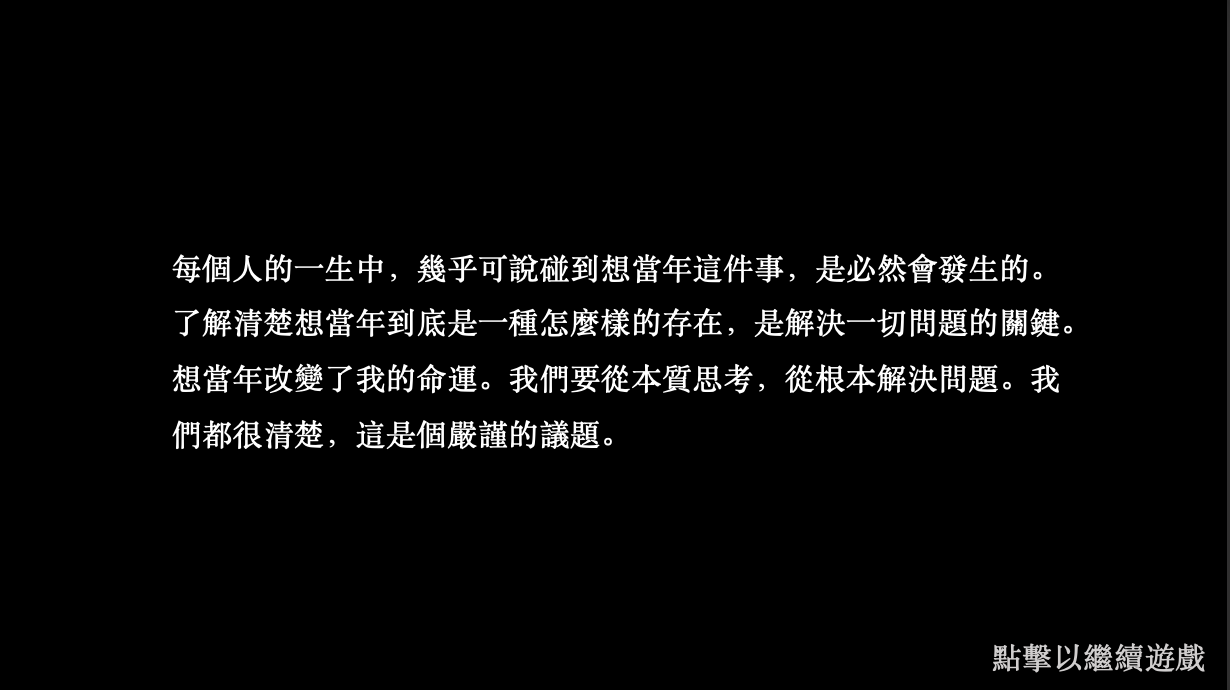 每個人的一生中，幾乎可說碰到想當年這件事，是必然會發生的。
了解清楚想當年到底是一種怎麼樣的存在，是解決一切問題的關鍵。
想當年改變了我的命運。我們要從本質思考，從根本解決問題。我
們都很清楚，這是個嚴謹的議題。
點擊以繼續遊戲